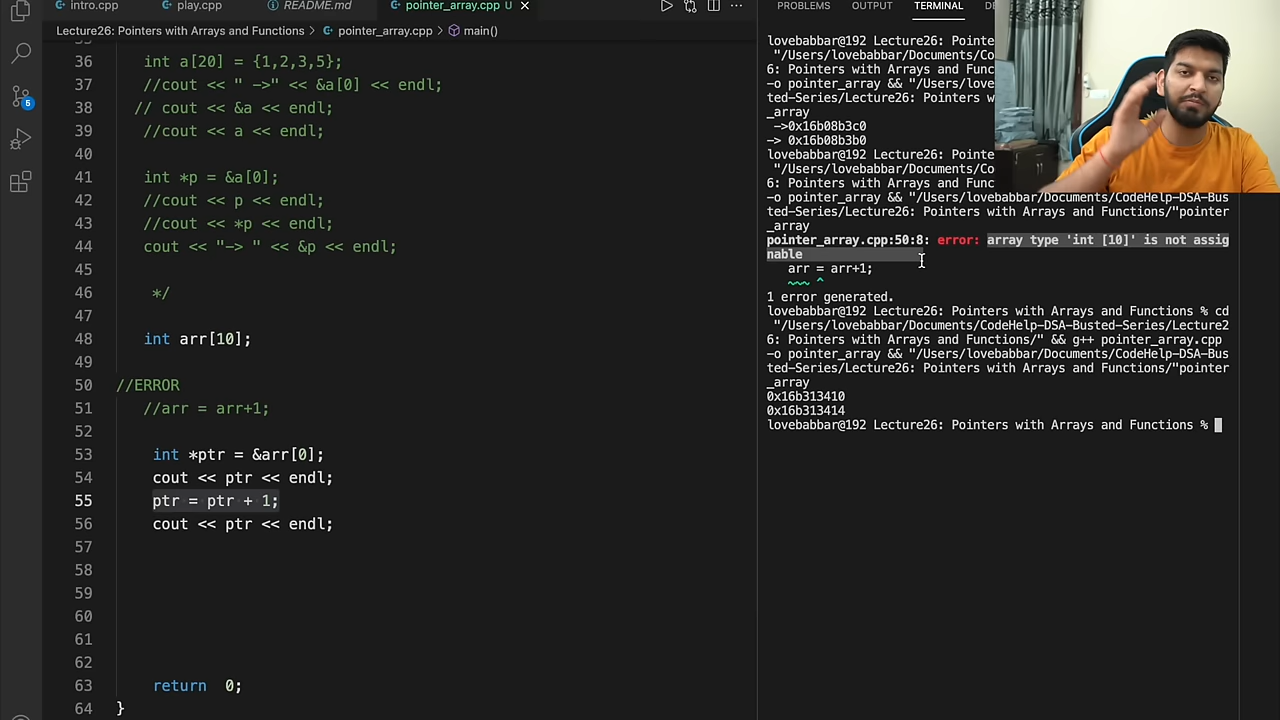 intro.cpp
play.cpp
README.md
pointer_array.cpp U
PROBLEMS OUTPUT TERMINAL
Lecture26: Pointers with Arrays and Functions > pointer_array.cpp > main()
36 int a[20] = {1,2,3,5};
37 //cout << " ->" << &a[0] << endl;
38 // cout << &a << endl;
39 //cout << a << endl;
40
41 int *p = &a[0];
42 //cout << p << endl;
43 //cout << *p << endl;
44 cout << "-> " << &p << endl;
45
46 */
47
48 int arr[10];
49
50 //ERROR
51 //arr = arr+1;
52
53 int *ptr = &arr[0];
54 cout << ptr << endl;
55 ptr = ptr + 1;
56 cout << ptr << endl;
57
58
59
60
61
62
63 return 0;
64 }
5
lovebabbar@192 Lecture26: Pointe
"/Users/lovebabbar/Documents/Co
6: Pointers with Arrays and Func
-o pointer_array && "/Users/love
ted-Series/Lecture26: Pointers w
_array
->0x16b08b3c0
-> 0x16b08b3b0
lovebabbar@192 Lecture26: Pointe
"/Users/lovebabbar/Documents/Co
6: Pointers with Arrays and Func
-o pointer_array && "/Users/lovebabbar/Documents/CodeHelp-DSA-Bus
ted-Series/Lecture26: Pointers with Arrays and Functions/"pointer
_array
pointer_array.cpp:50:8: error: array type 'int [10]' is not assig
nable
arr = arr+1;
~~~ ^
1 error generated.
lovebabbar@192 Lecture26: Pointers with Arrays and Functions % cd
"/Users/lovebabbar/Documents/CodeHelp-DSA-Busted-Series/Lecture2
6: Pointers with Arrays and Functions/" && g++ pointer_array.cpp
-o pointer_array && "/Users/lovebabbar/Documents/CodeHelp-DSA-Bus
ted-Series/Lecture26: Pointers with Arrays and Functions/"pointer
_array
0x16b313410
0x16b313414
lovebabbar@192 Lecture26: Pointers with Arrays and Functions %